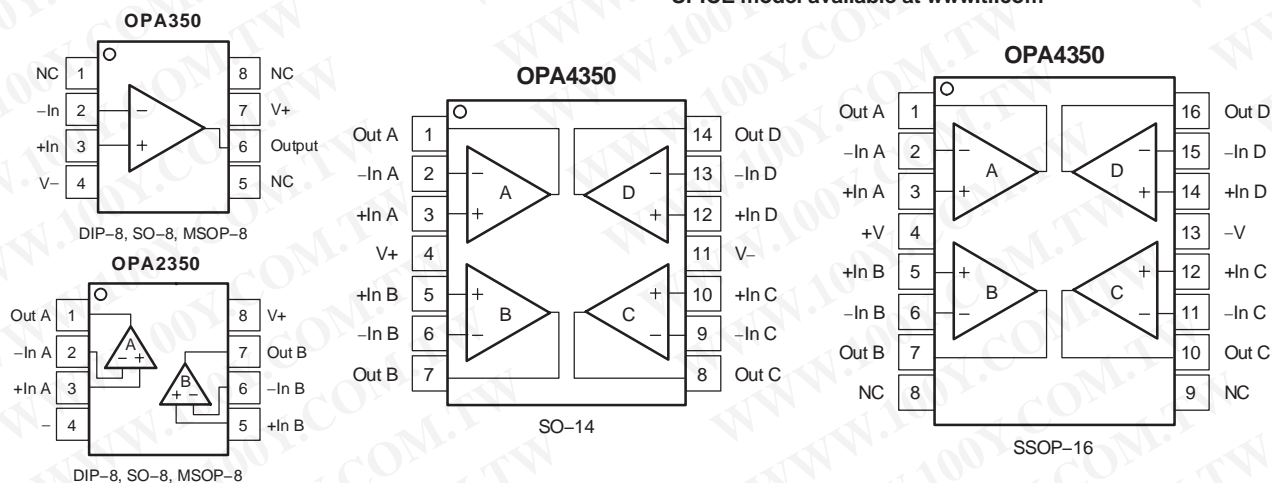 OPA350
NC 1 8 NC
–In 2 – 7 V+
+In 3 + 6 Output
V– 4 5 NC
DIP–8, SO–8, MSOP–8
OPA2350
Out A 1 A 8 V+
–In A 2 – + 7 Out B
+In A 3 B 6 –In B
– 4 + – 5 +In B
DIP–8, SO–8, MSOP–8
OPA4350
Out A 1 14 Out D
–In A 2 – A D – 13 –In D
+In A 3 + + 12 +In D
V+ 4 11 V–
+In B 5 + + 10 +In C
–In B 6 – B C – 9 –In C
Out B 7 8 Out C
SO–14
OPA4350
Out A 1 16 Out D
–In A 2 – A D – 15 –In D
+In A 3 + + 14 +In D
+V 4 13 –V
+In B 5 + + 12 +In C
–In B 6 – B C – 11 –In C
Out B 7 10 Out C
NC 8 9 NC
SSOP–16
WWW.100Y.COM.TW